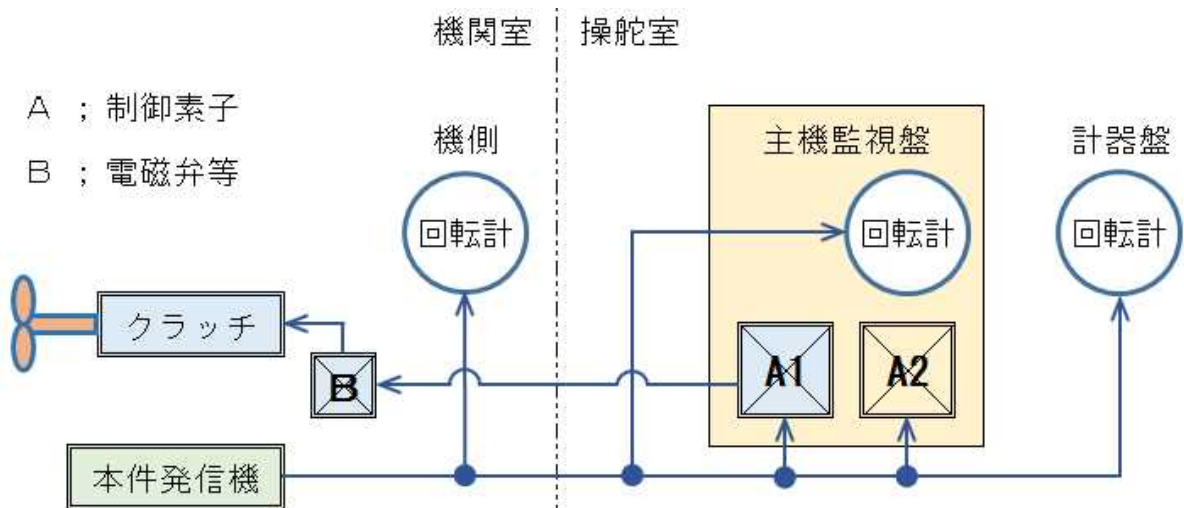 機関室 操舵室
A ; 制御素子
B ; 電磁弁等
機側
主機監視盤
計器盤
回転計
回転計
回転計
クラッチ
B
A1
A2
本件発信機